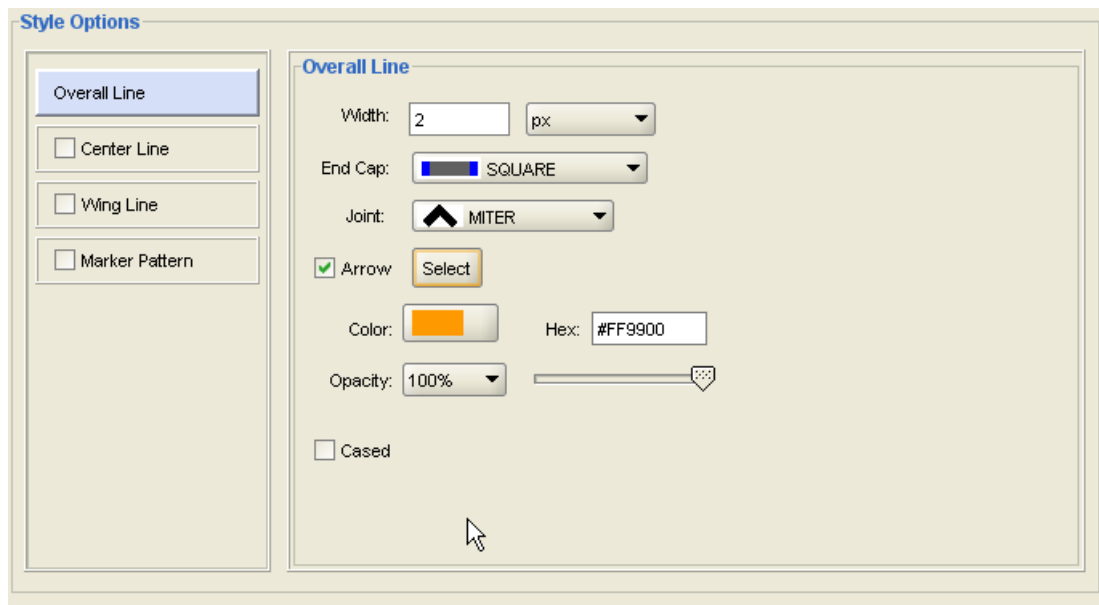 Style Options
Overall Line
Center Line
Wing Line
Marker Pattern
Overall Line
Width: 2 px
End Cap: SQUARE
Joint: MITER
Arrow Select
Color: Hex: #FF9900
Opacity: 100%
Cased